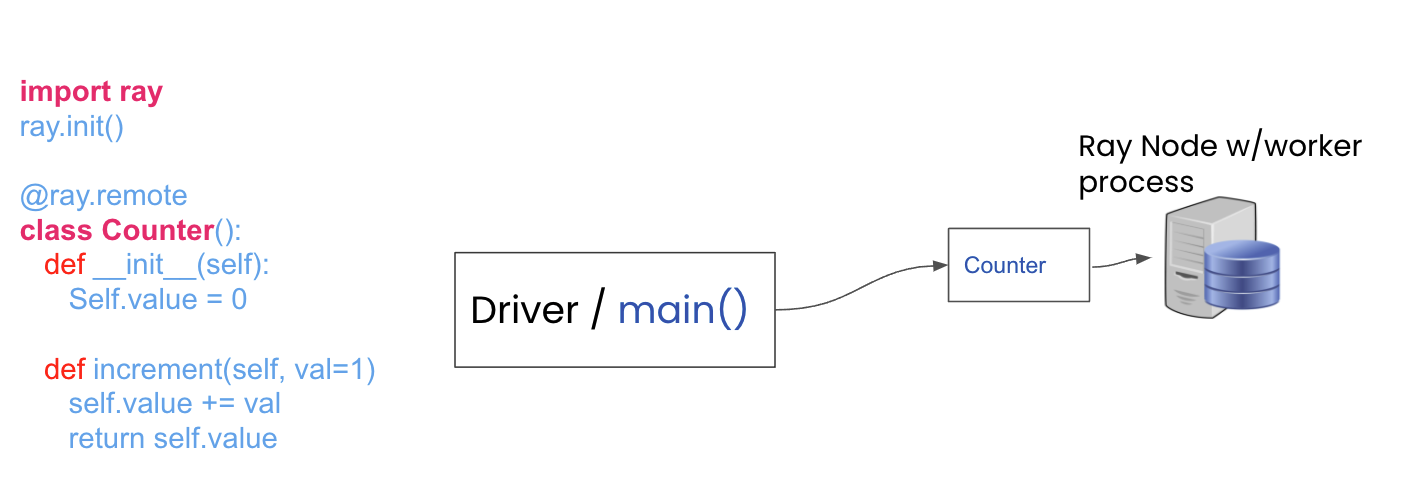 import ray
ray.init()
@ray.remote
class Counter():
def __init__(self):
Self.value = 0
def increment(self, val=1)
self.value += val
return self.value
Driver / main()
Counter
Ray Node w/worker
process